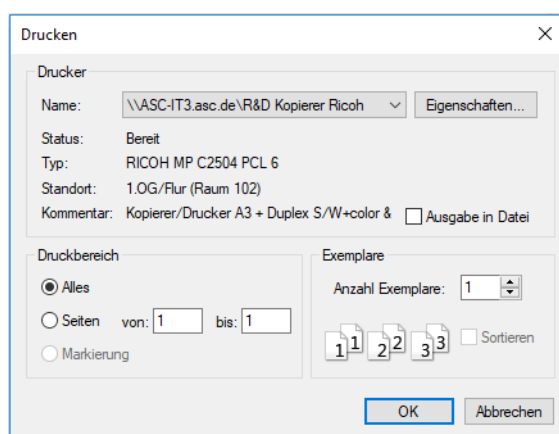 Drucken
Drucker
Name: \\ASC-IT3.asc.de\R&D Kopierer Ricoh Eigenschaften...
Status: Bereit
Typ: RICOH MP C2504 PCL 6
Standort: 1.OG/Flur (Raum 102)
Kommentar: Kopierer/Drucker A3 + Duplex S/W+color & Ausgabe in Datei
Druckbereich
Alles
Seiten von: 1 bis: 1
Markierung
Exemplare
Anzahl Exemplare: 1
1 1 2 2 3 3 Sortieren
OK Abbrechen